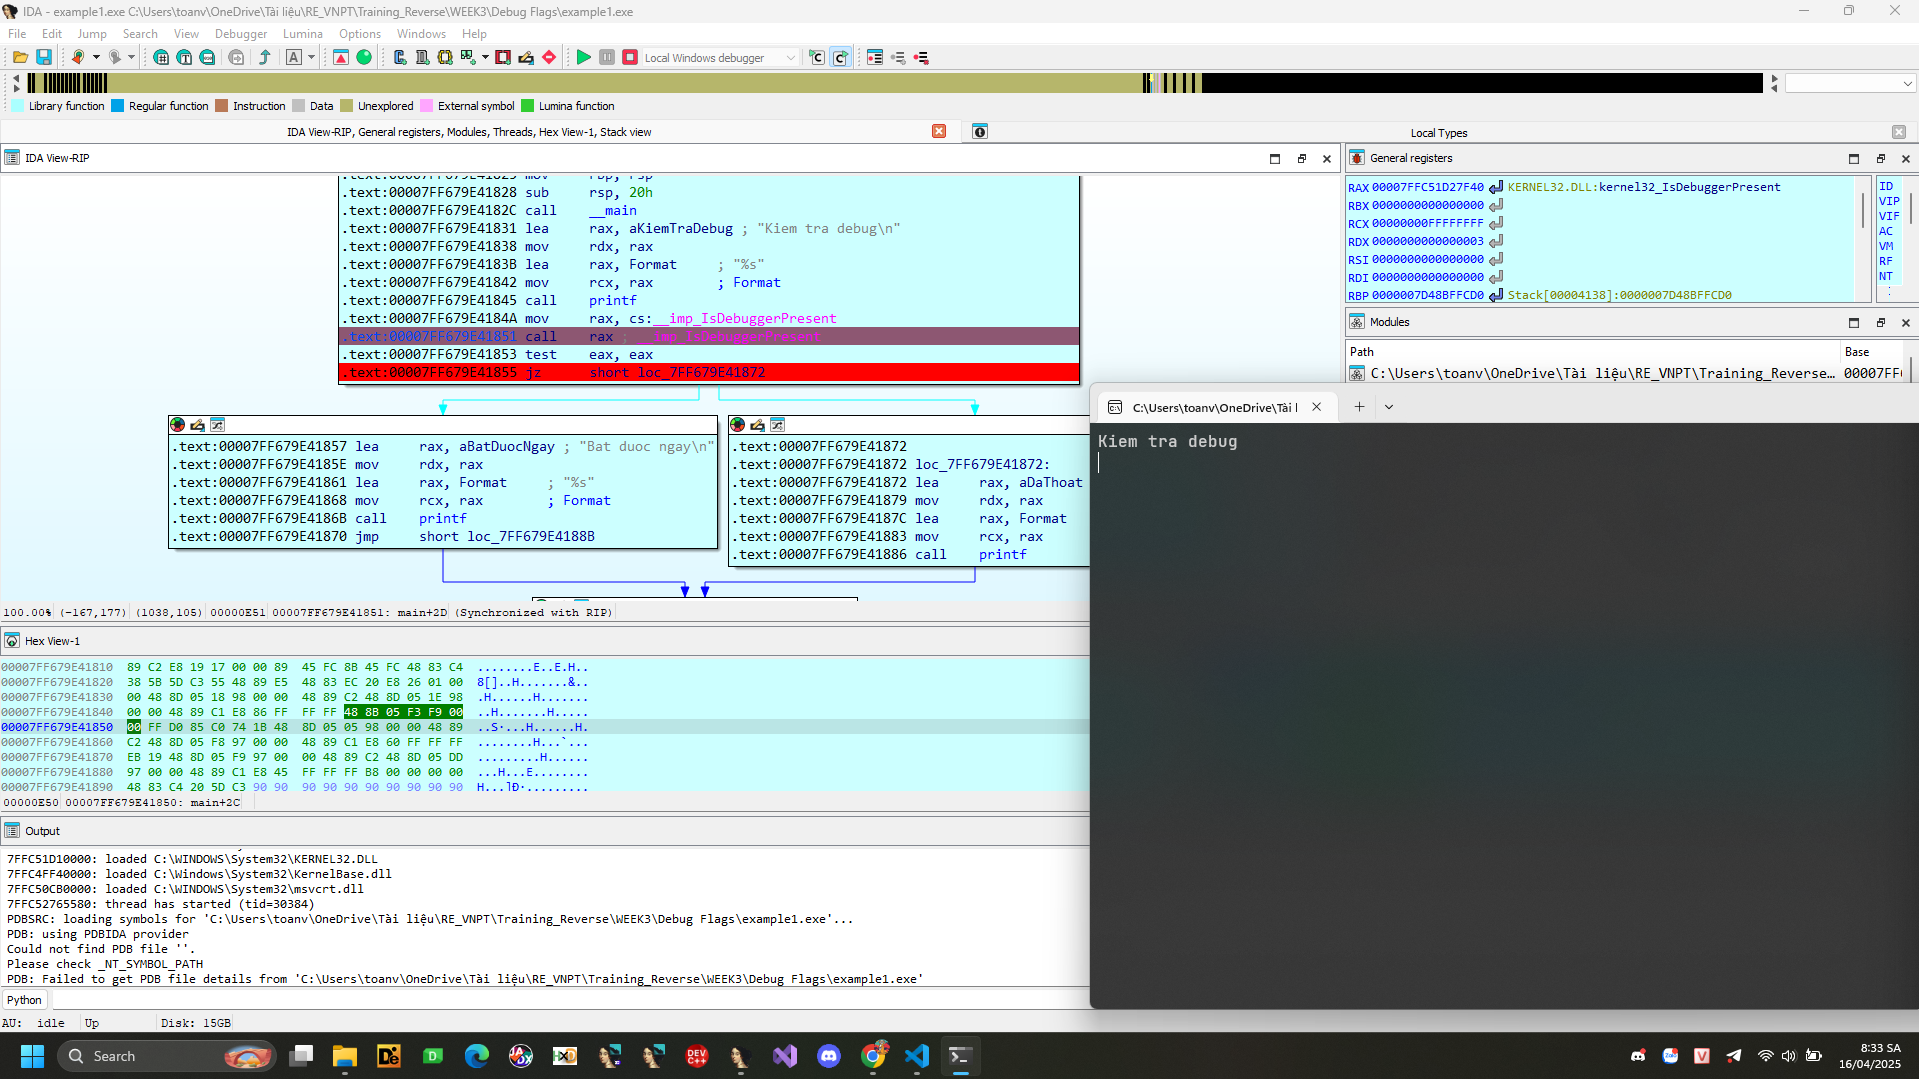 IDA - example1.exe C:\Users\toanv\OneDrive\Tài liệu\RE_VNPT\Training_Reverse\WEEK3\Debug Flags\example1.exe
File Edit Jump Search View Debugger Lumina Options Windows Help
Local Windows debugger
Library function Regular function Instruction Data Unexplored External symbol Lumina function
IDA View-RIP, General registers, Modules, Threads, Hex View-1, Stack view
Local Types
IDA View-RIP
.text:00007FF679E41825 mov rbp, rsp
.text:00007FF679E41828 sub rsp, 20h
.text:00007FF679E4182C call __main
.text:00007FF679E41831 lea rax, aKiemTraDebug ; "Kiem tra debug\n"
.text:00007FF679E41838 mov rdx, rax
.text:00007FF679E4183B lea rax, Format ; "%s"
.text:00007FF679E41842 mov rcx, rax ; Format
.text:00007FF679E41845 call printf
.text:00007FF679E4184A mov rax, cs:__imp_IsDebuggerPresent
.text:00007FF679E41851 call rax ; __imp_IsDebuggerPresent
.text:00007FF679E41853 test eax, eax
.text:00007FF679E41855 jz short loc_7FF679E41872
.text:00007FF679E41857 lea rax, aBatDuocNgay ; "Bat duoc ngay\n"
.text:00007FF679E4185E mov rdx, rax
.text:00007FF679E41861 lea rax, Format ; "%s"
.text:00007FF679E41868 mov rcx, rax ; Format
.text:00007FF679E4186B call printf
.text:00007FF679E41870 jmp short loc_7FF679E4188B
.text:00007FF679E41872
.text:00007FF679E41872 loc_7FF679E41872:
.text:00007FF679E41872 lea rax, aDaThoat
.text:00007FF679E41879 mov rdx, rax
.text:00007FF679E4187C lea rax, Format
.text:00007FF679E41883 mov rcx, rax
.text:00007FF679E41886 call printf
100.00% (-167,177) (1038,105) 00000E51 00007FF679E41851: main+2D (Synchronized with RIP)
General registers
RAX 00007FFC51D27F40 KERNEL32.DLL:kernel32_IsDebuggerPresent
RBX 0000000000000000
RCX 00000000FFFFFFFF
RDX 0000000000000003
RSI 0000000000000000
RDI 0000000000000000
RBP 0000007D48BFFCD0 Stack[00004138]:0000007D48BFFCD0
ID
VIP
VIF
AC
VM
RF
NT
Modules
Path Base
C:\Users\toanv\OneDrive\Tài liệu\RE_VNPT\Training_Reverse… 00007FF
C:\Users\toanv\OneDrive\Tài l
Kiem tra debug
Hex View-1
00007FF679E41810 89 C2 E8 19 17 00 00 89 45 FC 8B 45 FC 48 83 C4 ........E..E.H..
00007FF679E41820 38 5B 5D C3 55 48 89 E5 48 83 EC 20 E8 26 01 00 8[]..H.......&..
00007FF679E41830 00 48 8D 05 18 98 00 00 48 89 C2 48 8D 05 1E 98 .H......H.......
00007FF679E41840 00 00 48 89 C1 E8 86 FF FF FF 48 8B 05 F3 F9 00 ..H.......H.....
00007FF679E41850 00 FF D0 85 C0 74 1B 48 8D 05 05 98 00 00 48 89 ..S....H......H.
00007FF679E41860 C2 48 8D 05 F8 97 00 00 48 89 C1 E8 60 FF FF FF ........H...`...
00007FF679E41870 EB 19 48 8D 05 F9 97 00 00 48 89 C2 48 8D 05 DD .........H......
00007FF679E41880 97 00 00 48 89 C1 E8 45 FF FF FF B8 00 00 00 00 ...H...E........
00007FF679E41890 48 83 C4 20 5D C3 90 90 90 90 90 90 90 90 90 90
00000E50 00007FF679E41850: main+2C
Output
7FFC51D10000: loaded C:\WINDOWS\System32\KERNEL32.DLL
7FFC4FF40000: loaded C:\Windows\System32\KernelBase.dll
7FFC50CB0000: loaded C:\WINDOWS\System32\msvcrt.dll
7FFC52765580: thread has started (tid=30384)
PDBSRC: loading symbols for 'C:\Users\toanv\OneDrive\Tài liệu\RE_VNPT\Training_Reverse\WEEK3\Debug Flags\example1.exe'...
PDB: using PDBIDA provider
Could not find PDB file ''.
Please check _NT_SYMBOL_PATH
PDB: Failed to get PDB file details from 'C:\Users\toanv\OneDrive\Tài liệu\RE_VNPT\Training_Reverse\WEEK3\Debug Flags\example1.exe'
Python
AU: idle Up Disk: 15GB
Search
8:33 SA
16/04/2025